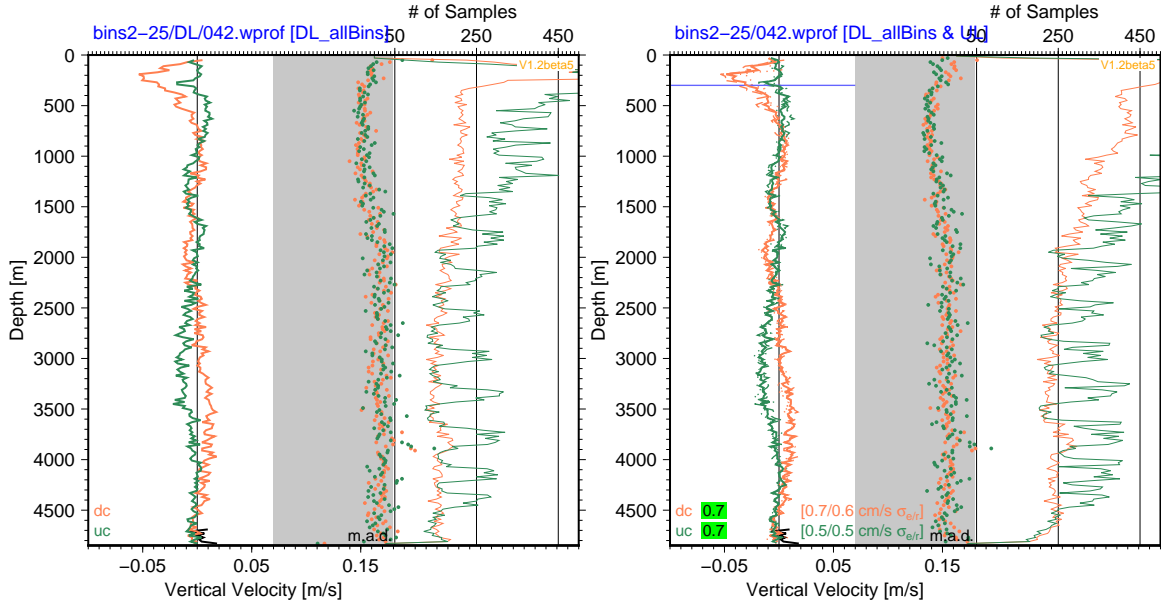 # of Samples
bins2−25/DL/042.wprof [DL_allBins]
50 250 450
V1.2beta5
0
500
1000
1500
2000
2500
3000
3500
4000
4500
Depth [m]
dc
uc
m.a.d.
−0.05 0.00 0.15
Vertical Velocity [m/s]
# of Samples
bins2−25/042.wprof [DL_allBins & UL]
50 250 450
V1.2beta5
0
500
1000
1500
2000
2500
3000
3500
4000
4500
Depth [m]
dc 0.7 [0.7/0.6 cm/s σe/r]
uc 0.7 [0.5/0.5 cm/s σe/r]
m.a.d.
−0.05 0.00 0.15
Vertical Velocity [m/s]